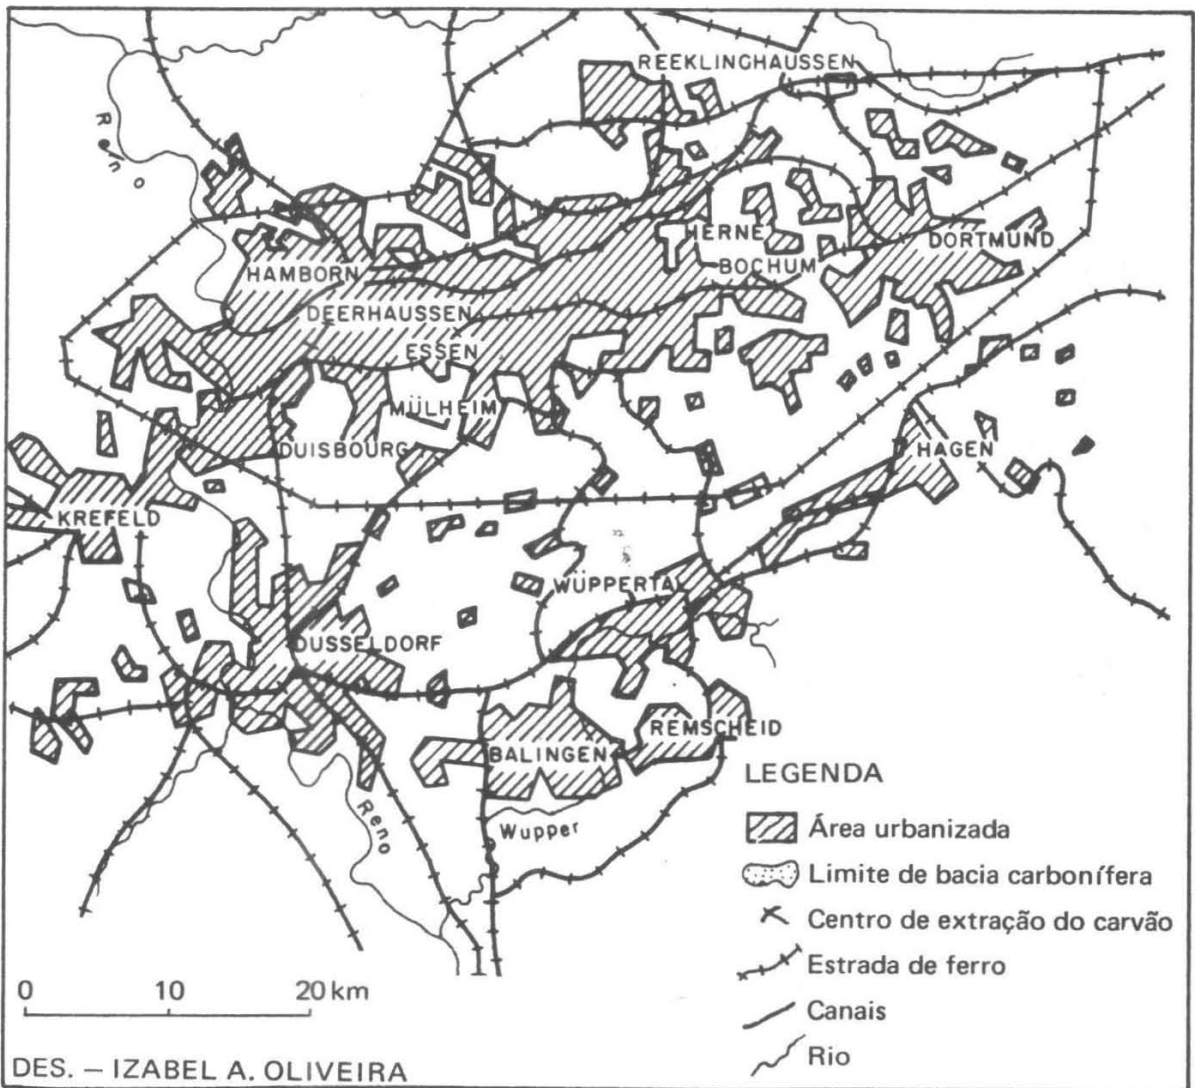 REEKLINGHAUSSEN
Reno
HERNE
DORTMUND
BOCHUM
HAMBORN
DEERHAUSSEN
ESSEN
MÜLHEIM
DUISBOURG
HAGEN
KREFELD
WÜPPERTA
DUSSELDORF
REMSCHEID
BALINGEN
Reno
Wupper
LEGENDA
Área urbanizada
Limite de bacia carbonífera
Centro de extração do carvão
Estrada de ferro
Canais
Rio
0 10 20 km
DES. — IZABEL A. OLIVEIRA